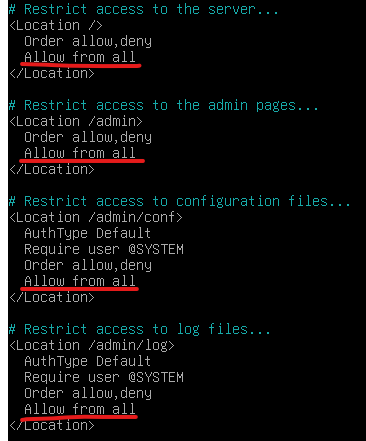 # Restrict access to the server...
<Location />
Order allow,deny
Allow from all
</Location>
# Restrict access to the admin pages...
<Location /admin>
Order allow,deny
Allow from all
</Location>
# Restrict access to configuration files...
<Location /admin/conf>
AuthType Default
Require user @SYSTEM
Order allow,deny
Allow from all
</Location>
# Restrict access to log files...
<Location /admin/log>
AuthType Default
Require user @SYSTEM
Order allow,deny
Allow from all
</Location>